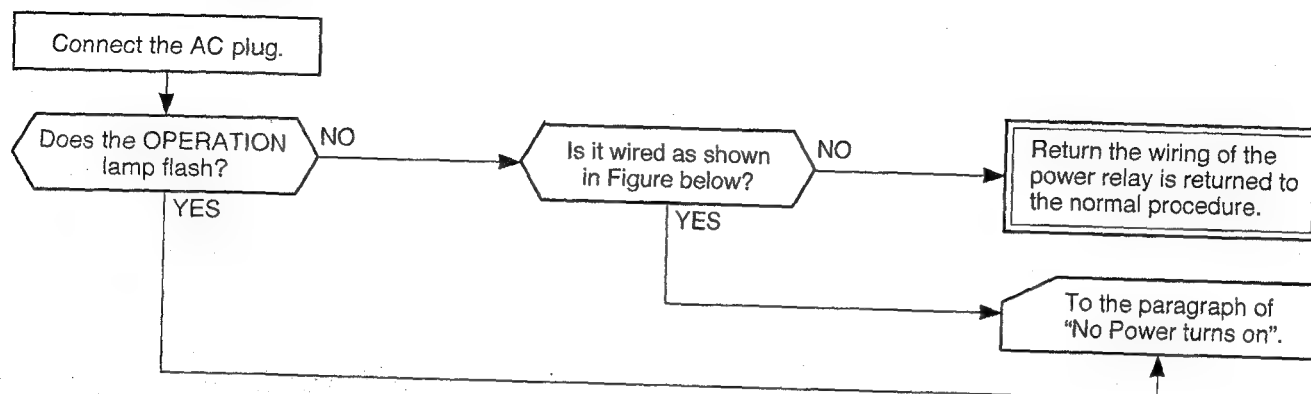 Connect the AC plug.
Does the OPERATION
lamp flash?
NO
YES
Is it wired as shown
in Figure below?
NO
YES
Return the wiring of the
power relay is returned to
the normal procedure.
To the paragraph of
“No Power turns on”.